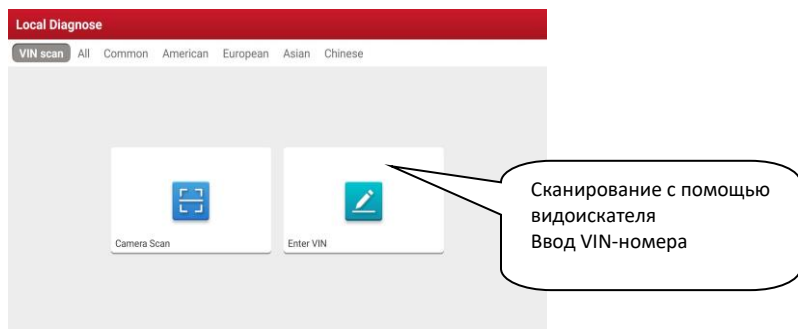 Local Diagnose
VIN scan All Common American European Asian Chinese
Camera Scan Enter VIN
Сканирование с помощью
видоискателя
Ввод VIN-номера